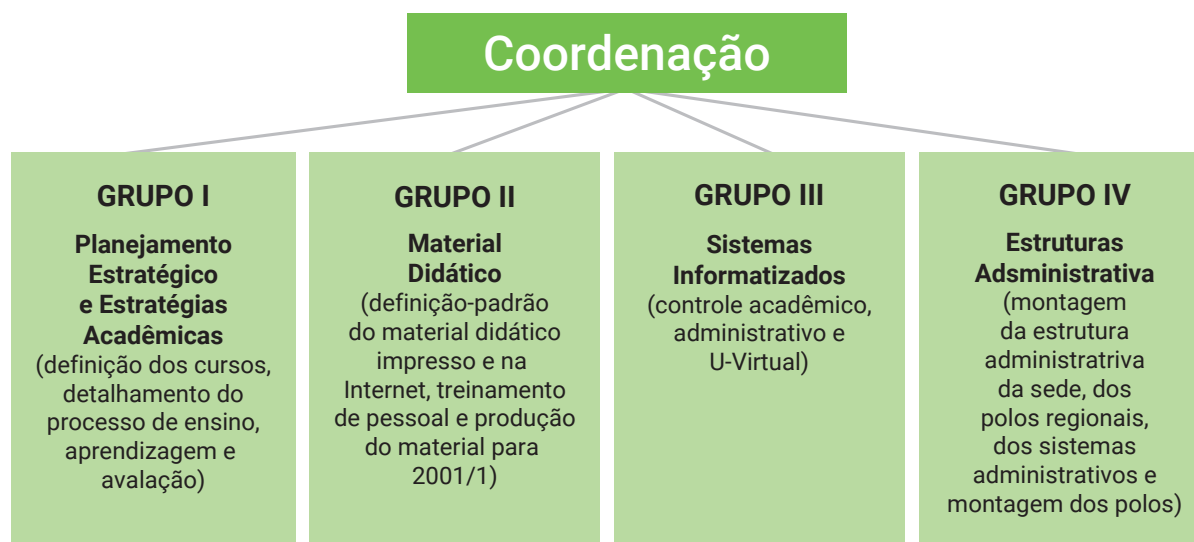 Coordenação
GRUPO I
Planejamento
Estratégico
e Estratégias
Acadêmicas
(definição dos cursos,
detalhamento do
processo de ensino,
aprendizagem e
avalação)
GRUPO II
Material
Didático
(definição-padrão
do material didático
impresso e na
Internet, treinamento
de pessoal e produção
do material para
2001/1)
GRUPO III
Sistemas
Informatizados
(controle acadêmico,
administrativo e
U-Virtual)
GRUPO IV
Estruturas
Adsministrativa
(montagem
da estrutura
administratriva
da sede, dos
polos regionais,
dos sistemas
administrativos e
montagem dos polos)